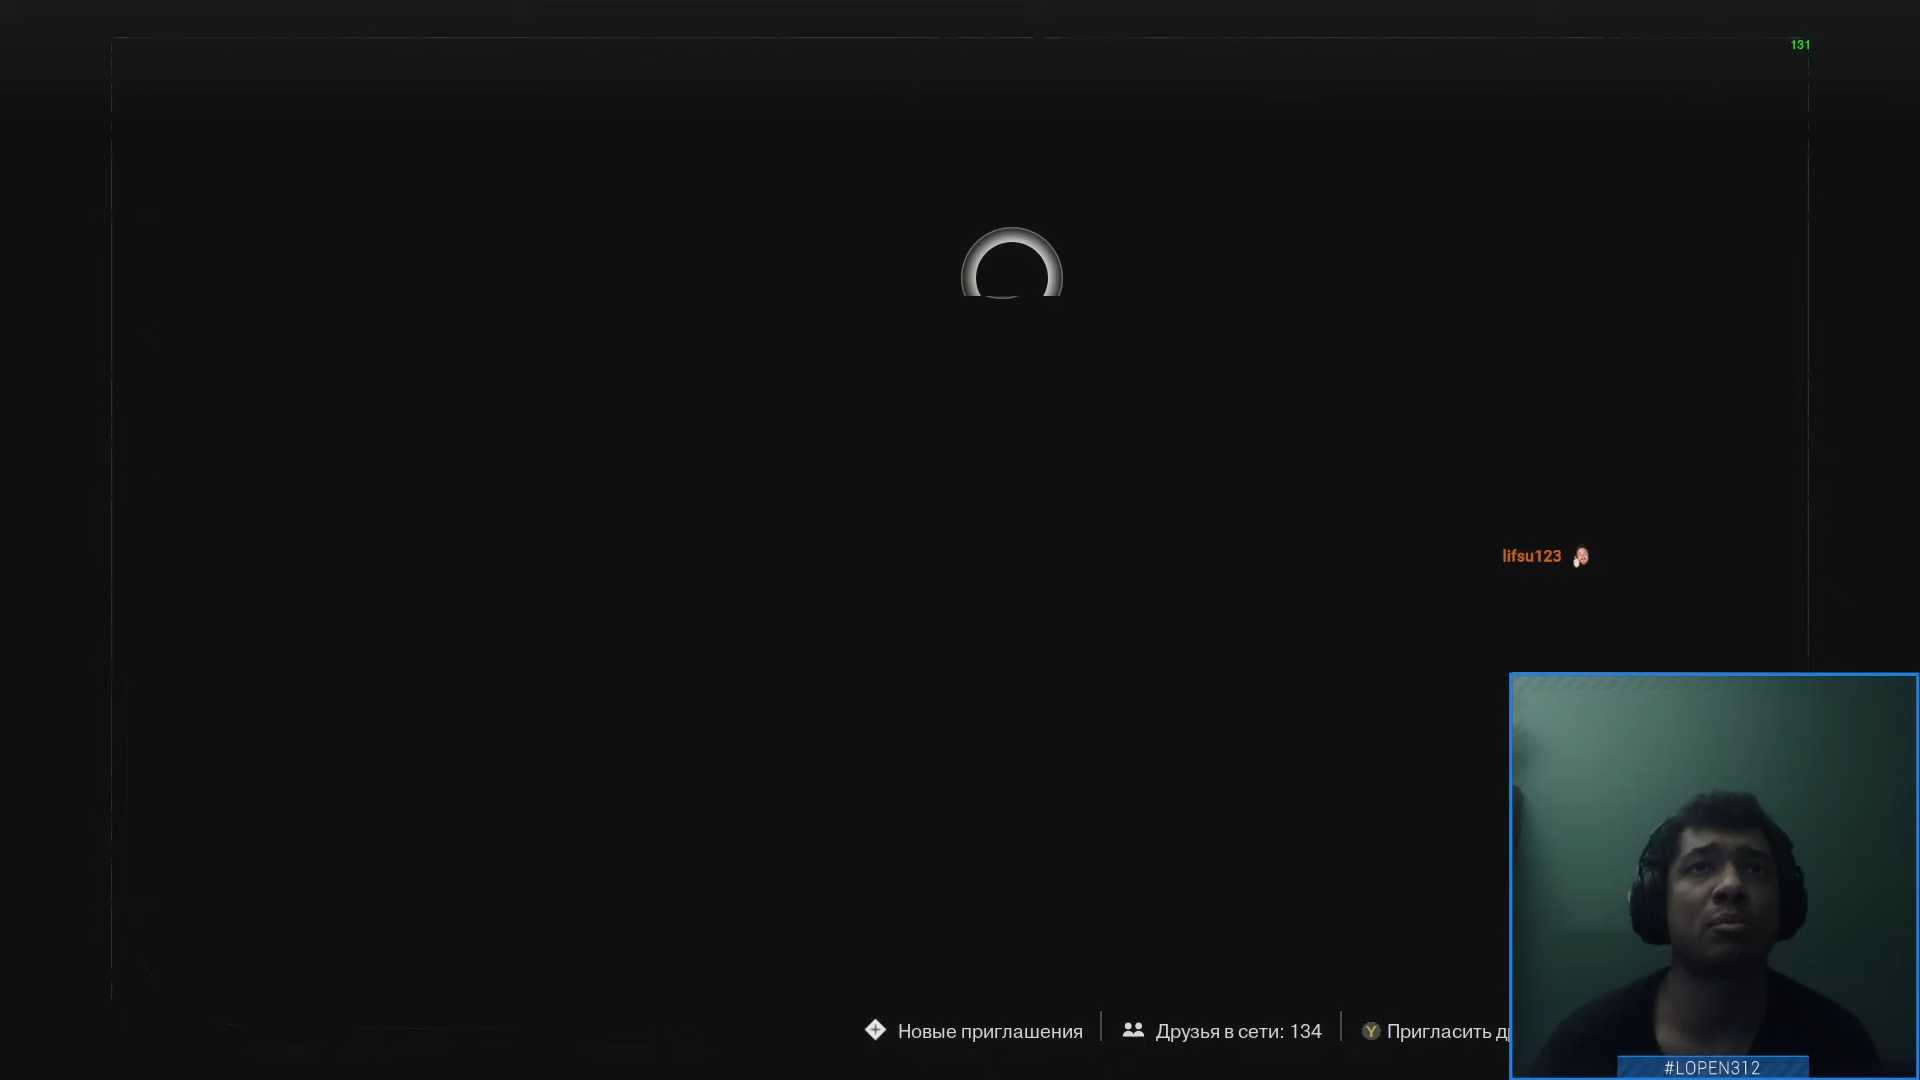 131
lifsu123
Новые приглашения
Друзья в сети: 134
Y Пригласить
#LOPEN312